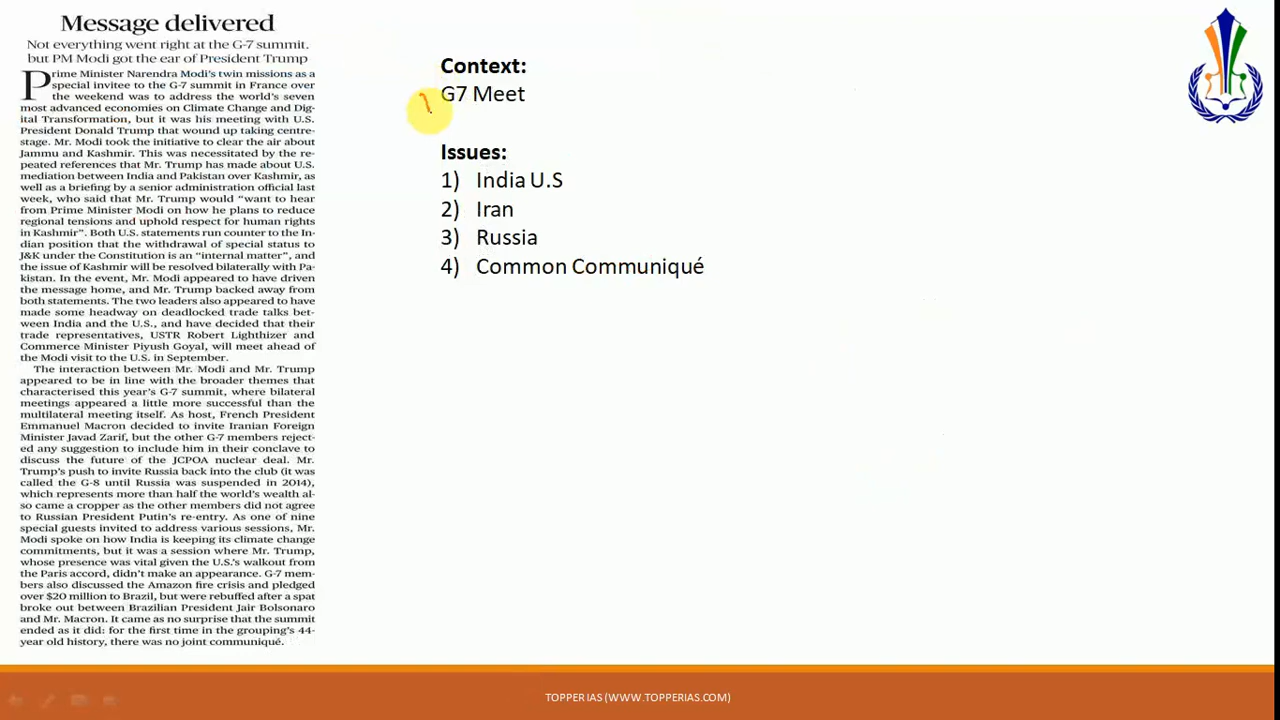 Message delivered
Not everything went right at the G-7 summit,
but PM Modi got the ear of President Trump
Prime Minister Narendra Modi's twin missions as a
special invitee to the G-7 summit in France over
the weekend was to address the world's seven
most advanced economies on Climate Change and Dig-
ital Transformation, but it was his meeting with U.S.
President Donald Trump that wound up taking centre-
stage. Mr. Modi took the initiative to clear the air about
Jammu and Kashmir. This was necessitated by the re-
peated references that Mr. Trump has made about U.S.
mediation between India and Pakistan over Kashmir, as
well as a briefing by a senior administration official last
week, who said that Mr. Trump would "want to hear
from Prime Minister Modi on how he plans to reduce
regional tensions and uphold respect for human rights
in Kashmir". Both U.S. statements run counter to the In-
dian position that the withdrawal of special status to
J&K under the Constitution is an "internal matter", and
the issue of Kashmir will be resolved bilaterally with Pa-
kistan. In the event, Mr. Modi appeared to have driven
the message home, and Mr. Trump backed away from
both statements. The two leaders also appeared to have
made some headway on deadlocked trade talks bet-
ween India and the U.S., and have decided that their
trade representatives, USTR Robert Lighthizer and
Commerce Minister Piyush Goyal, will meet ahead of
the Modi visit to the U.S. in September.
The interaction between Mr. Modi and Mr. Trump
appeared to be in line with the broader themes that
characterised this year's G-7 summit, where bilateral
meetings appeared a little more successful than the
multilateral meeting itself. As host, French President
Emmanuel Macron decided to invite Iranian Foreign
Minister Javad Zarif, but the other G-7 members reject-
ed any suggestion to include him in their conclave to
discuss the future of the JCPOA nuclear deal. Mr.
Trump's push to invite Russia back into the club (it was
called the G-8 until Russia was suspended in 2014),
which represents more than half the world's wealth al-
so came a cropper as the other members did not agree
to Russian President Putin's re-entry. As one of nine
special guests invited to address various sessions, Mr.
Modi spoke on how India is keeping its climate change
commitments, but it was a session where Mr. Trump,
whose presence was vital given the U.S.'s walkout from
the Paris accord, didn't make an appearance. G-7 mem-
bers also discussed the Amazon fire crisis and pledged
over $20 million to Brazil, but were rebuffed after a spat
broke out between Brazilian President Jair Bolsonaro
and Mr. Macron. It came as no surprise that the summit
ended as it did: for the first time in the grouping's 44-
year old history, there was no joint communiqué.
Context:
G7 Meet
Issues:
1) India U.S
2) Iran
3) Russia
4) Common Communiqué
TOPPER IAS (WWW.TOPPERIAS.COM)